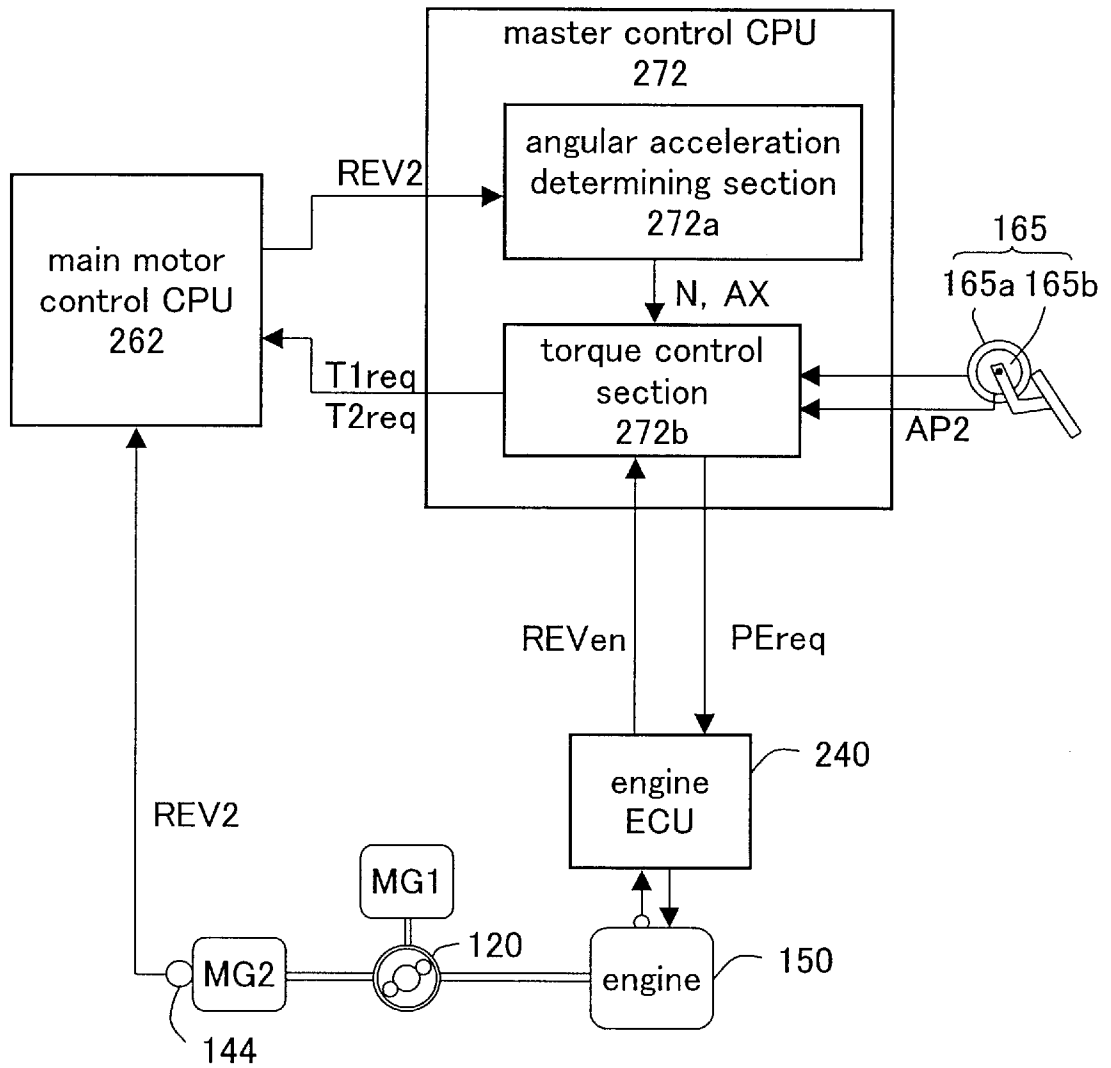 master control CPU
272
angular acceleration
determining section
272a
REV2
main motor
control CPU
262
165
165a 165b
N, AX
torque control
section
272b
T1req
T2req
AP2
REVen
PEreq
240
engine
ECU
REV2
MG1
120
MG2
engine
150
144